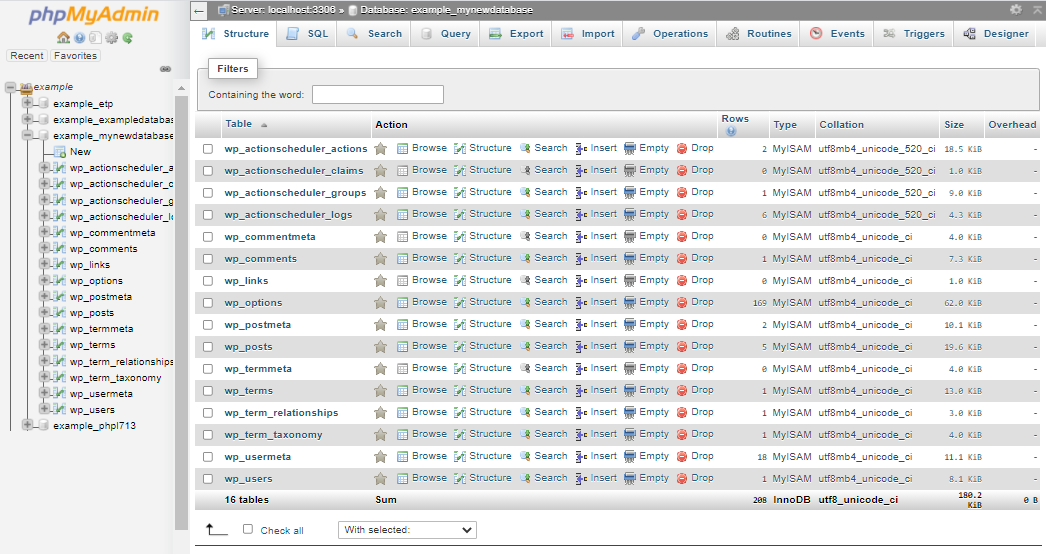 phpMyAdmin
Recent Favorites
example
example_etp
example_exampledatabas
example_mynewdatabase
New
wp_actionscheduler_a
wp_actionscheduler_c
wp_actionscheduler_g
wp_actionscheduler_lo
wp_commentmeta
wp_comments
wp_links
wp_options
wp_postmeta
wp_posts
wp_termmeta
wp_terms
wp_term_relationships
wp_term_taxonomy
wp_usermeta
wp_users
example_phpl713
Server: localhost:3306 » Database: example_mynewdatabase
Structure SQL Search Query Export Import Operations Routines Events Triggers Designer
Filters
Containing the word:
Table Action Rows Type Collation Size Overhead
wp_actionscheduler_actions Browse Structure Search Insert Empty Drop 2 MyISAM utf8mb4_unicode_520_ci 18.5 KiB -
wp_actionscheduler_claims Browse Structure Search Insert Empty Drop 0 MyISAM utf8mb4_unicode_520_ci 1.0 KiB -
wp_actionscheduler_groups Browse Structure Search Insert Empty Drop 1 MyISAM utf8mb4_unicode_520_ci 9.0 KiB -
wp_actionscheduler_logs Browse Structure Search Insert Empty Drop 6 MyISAM utf8mb4_unicode_520_ci 4.3 KiB -
wp_commentmeta Browse Structure Search Insert Empty Drop 0 MyISAM utf8mb4_unicode_ci 4.0 KiB -
wp_comments Browse Structure Search Insert Empty Drop 1 MyISAM utf8mb4_unicode_ci 7.3 KiB -
wp_links Browse Structure Search Insert Empty Drop 0 MyISAM utf8mb4_unicode_ci 1.0 KiB -
wp_options Browse Structure Search Insert Empty Drop 169 MyISAM utf8mb4_unicode_ci 62.0 KiB -
wp_postmeta Browse Structure Search Insert Empty Drop 2 MyISAM utf8mb4_unicode_ci 10.1 KiB -
wp_posts Browse Structure Search Insert Empty Drop 5 MyISAM utf8mb4_unicode_ci 19.6 KiB -
wp_termmeta Browse Structure Search Insert Empty Drop 0 MyISAM utf8mb4_unicode_ci 4.0 KiB -
wp_terms Browse Structure Search Insert Empty Drop 1 MyISAM utf8mb4_unicode_ci 13.0 KiB -
wp_term_relationships Browse Structure Search Insert Empty Drop 1 MyISAM utf8mb4_unicode_ci 3.0 KiB -
wp_term_taxonomy Browse Structure Search Insert Empty Drop 1 MyISAM utf8mb4_unicode_ci 4.0 KiB -
wp_usermeta Browse Structure Search Insert Empty Drop 18 MyISAM utf8mb4_unicode_ci 11.1 KiB -
wp_users Browse Structure Search Insert Empty Drop 1 MyISAM utf8mb4_unicode_ci 8.1 KiB -
16 tables Sum 208 InnoDB utf8_unicode_ci 180.2 KiB 0 B
Check all With selected: